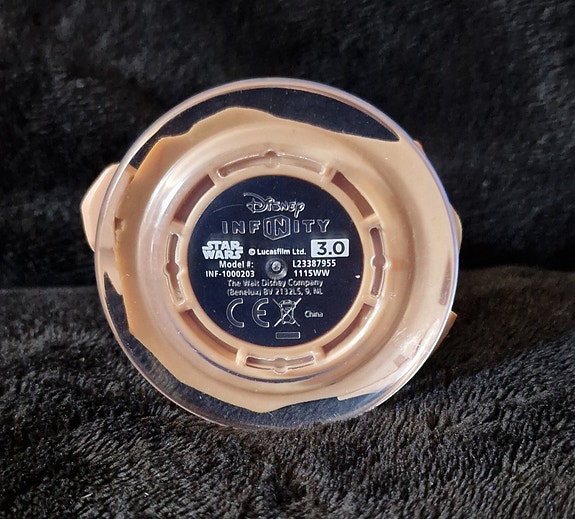 Disney
INFINITY
STAR WARS © Lucasfilm Ltd. 3.0
Model #: L23387955
INF-1000203 1115WW
The Walt Disney Company
(Benelux) BV 2132LS, 9, NL
CE China